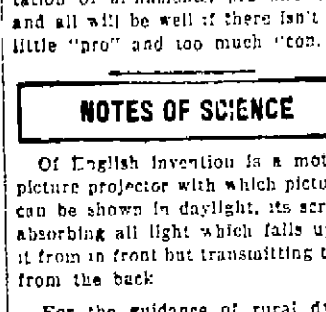 and all will be well if there isn't
little "pro" and too much "con.
NOTES OF SCIENCE
Of English invention is a mot
picture projector with which pictu
can be shown in daylight, its scr
absorbing all light which falls u
it from in front but transmitting t
from the back
For the guidance of rural d